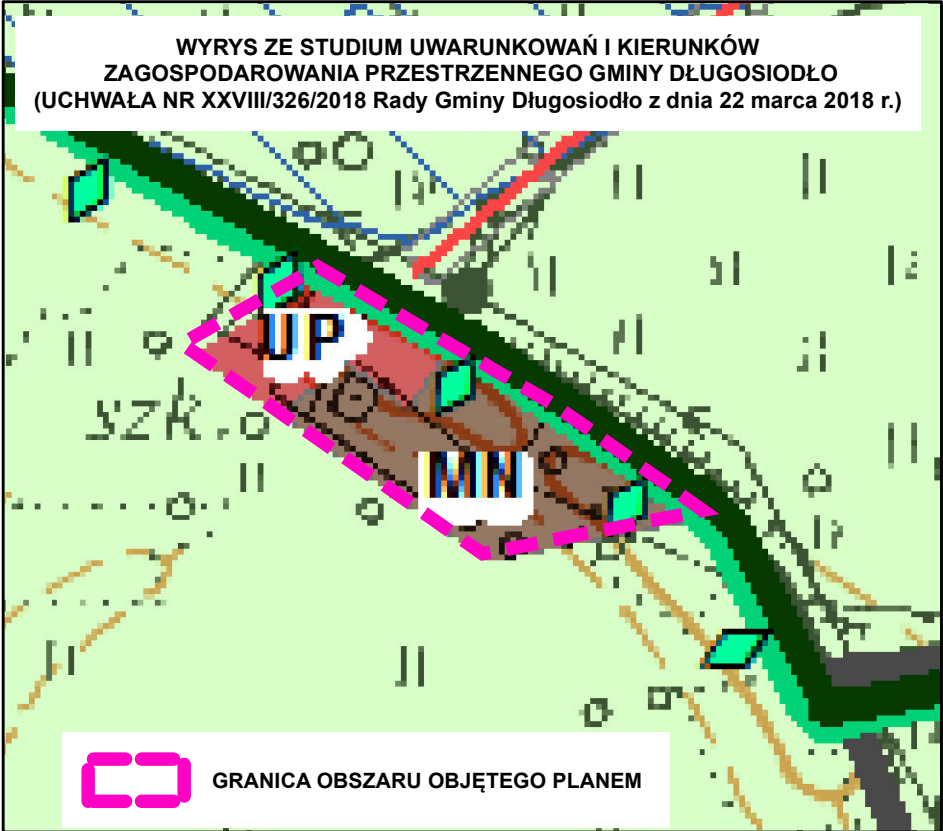 WYRYS ZE STUDIUM UWARUNKOWAŃ I KIERUNKÓW
ZAGOSPODAROWANIA PRZESTRZENNEGO GMINY DŁUGOSIODŁO
(UCHWAŁA NR XXVIII/326/2018 Rady Gminy Długosiodło z dnia 22 marca 2018 r.)
UP
szk.o
MN
GRANICA OBSZARU OBJĘTEGO PLANEM